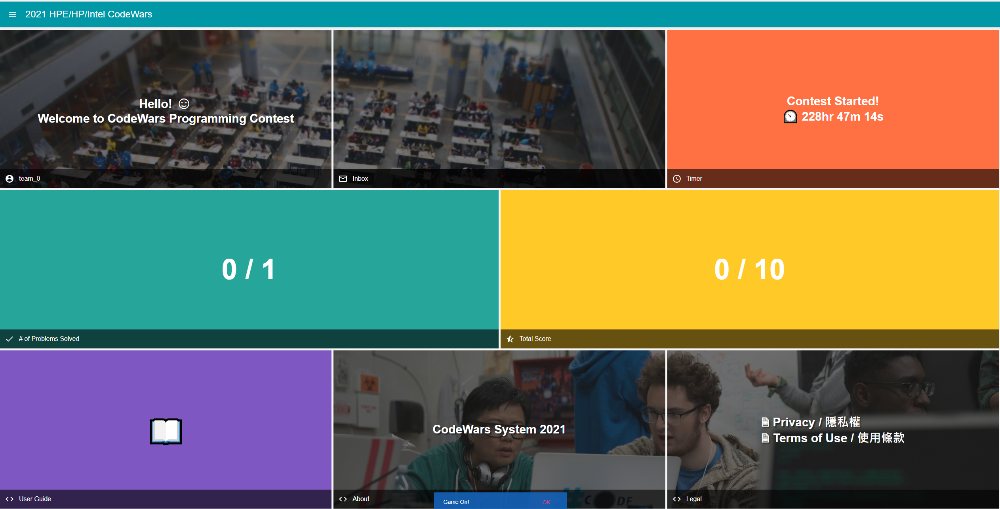 2021 HPE/HP/Intel CodeWars
Hello!
Welcome to CodeWars Programming Contest
team_0
Inbox
Contest Started!
228hr 47m 14s
Timer
0 / 1
# of Problems Solved
0 / 10
Total Score
User Guide
CodeWars System 2021
About
Privacy / 隱私權
Terms of Use / 使用條款
Legal
Game On!
OK
#CODE